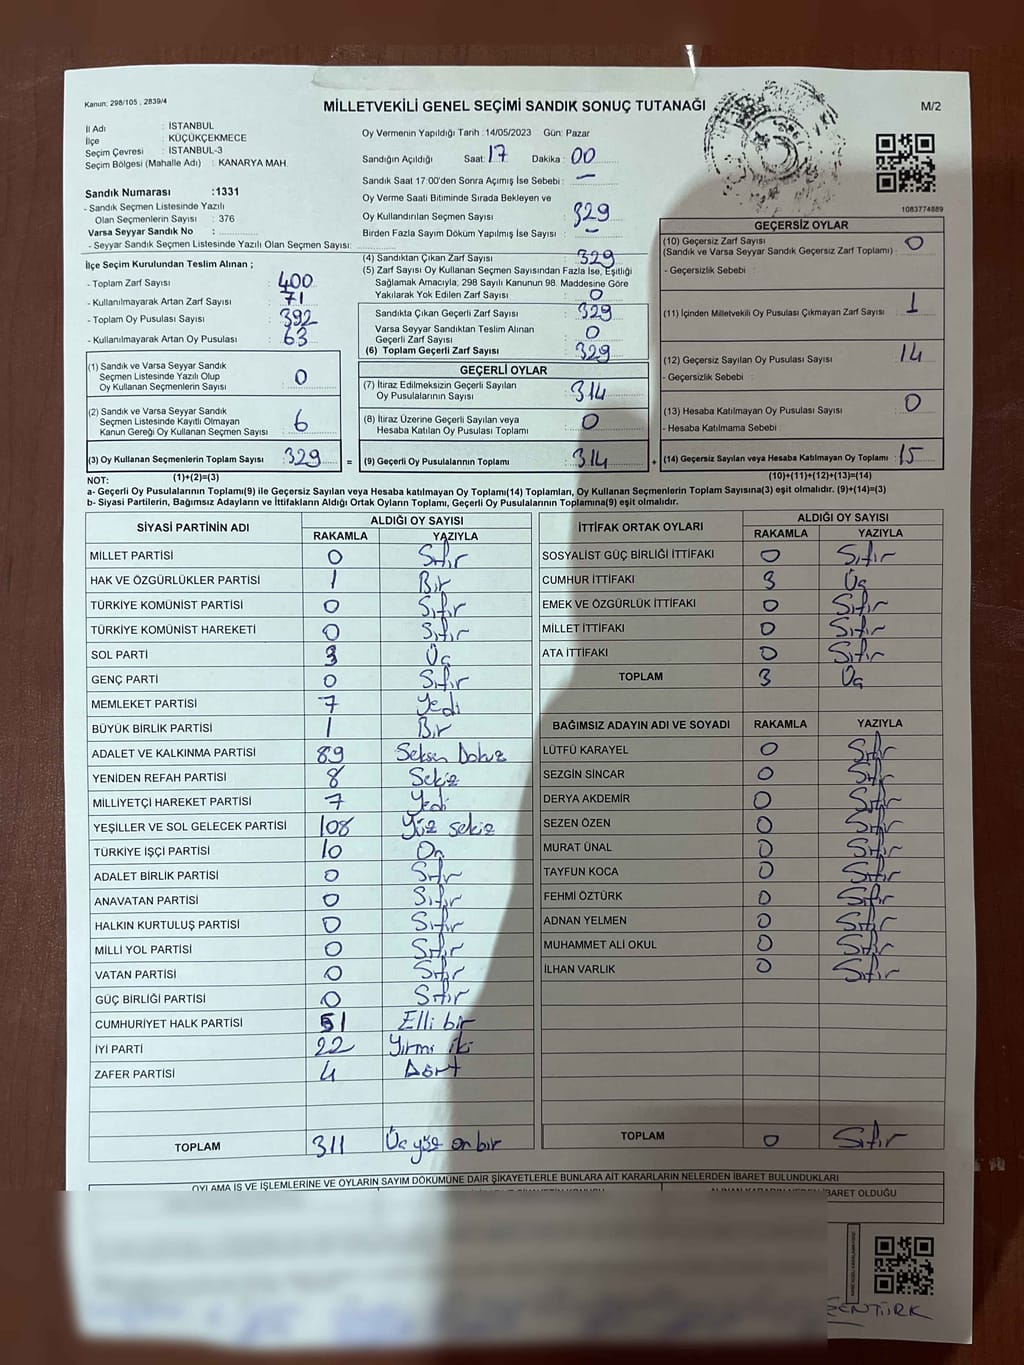 Kanun: 298/105 , 2839/4
MİLLETVEKİLİ GENEL SEÇİMİ SANDIK SONUÇ TUTANAĞI
M/2
İl Adı : İSTANBUL
İlçe : KÜÇÜKÇEKMECE
Seçim Çevresi : İSTANBUL-3
Seçim Bölgesi (Mahalle Adı) : KANARYA MAH.
Sandık Numarası :1331
- Sandık Seçmen Listesinde Yazılı
Olan Seçmenlerin Sayısı : 376
Varsa Seyyar Sandık No :
- Seyyar Sandık Seçmen Listesinde Yazılı Olan Seçmen Sayısı:
Oy Vermenin Yapıldığı Tarih :14/05/2023 Gün: Pazar
Sandığın Açıldığı Saat: 17 Dakika : 00
Sandık Saat 17:00'den Sonra Açımış İse Sebebi : —
Oy Verme Saati Bitiminde Sırada Bekleyen ve
Oy Kullandırılan Seçmen Sayısı : 329
Birden Fazla Sayım Döküm Yapılmış İse Sayısı : —
1083774889
İlçe Seçim Kurulundan Teslim Alınan ;
- Toplam Zarf Sayısı : 400
- Kullanılmayarak Artan Zarf Sayısı : 71
- Toplam Oy Pusulası Sayısı : 392
- Kullanılmayarak Artan Oy Pusulası : 63
(1) Sandık ve Varsa Seyyar Sandık
Seçmen Listesinde Yazılı Olup
Oy Kullanan Seçmenlerin Sayısı : 0
(2) Sandık ve Varsa Seyyar Sandık
Seçmen Listesinde Kayıtlı Olmayan
Kanun Gereği Oy Kullanan Seçmen Sayısı : 6
(3) Oy Kullanan Seçmenlerin Toplam Sayısı : 329
(1)+(2)=(3)
(4) Sandıktan Çıkan Zarf Sayısı : 329
(5) Zarf Sayısı Oy Kullanan Seçmen Sayısından Fazla İse, Eşitliği
Sağlamak Amacıyla, 298 Sayılı Kanunun 98. Maddesine Göre
Yakılarak Yok Edilen Zarf Sayısı : 0
Sandıkla Çıkan Geçerli Zarf Sayısı : 329
Varsa Seyyar Sandıktan Teslim Alınan
Geçerli Zarf Sayısı : 0
(6) Toplam Geçerli Zarf Sayısı : 329
GEÇERLİ OYLAR
(7) İtiraz Edilmeksizin Geçerli Sayılan
Oy Pusulalarının Sayısı : 314
(8) İtiraz Üzerine Geçerli Sayılan veya
Hesaba Katılan Oy Pusulası Toplamı : 0
= (9) Geçerli Oy Pusulalarının Toplamı : 314
GEÇERSİZ OYLAR
(10) Geçersiz Zarf Sayısı : 0
(Sandık ve Varsa Seyyar Sandık Geçersiz Zarf Toplamı)
- Geçersizlik Sebebi :
(11) İçinden Milletvekili Oy Pusulası Çıkmayan Zarf Sayısı : 1
(12) Geçersiz Sayılan Oy Pusulası Sayısı : 14
- Geçersizlik Sebebi :
(13) Hesaba Katılmayan Oy Pusulası Sayısı : 0
- Hesaba Katılmama Sebebi :
+ (14) Geçersiz Sayılan veya Hesaba Katılmayan Oy Toplamı : 15
(10)+(11)+(12)+(13)=(14)
NOT:
a- Geçerli Oy Pusulalarının Toplamı(9) ile Geçersiz Sayılan veya Hesaba katılmayan Oy Toplamı(14) Toplamları, Oy Kullanan Seçmenlerin Toplam Sayısına(3) eşit olmalıdır. (9)+(14)=(3)
b- Siyasi Partilerin, Bağımsız Adayların ve İttifakların Aldığı Ortak Oyların Toplamı, Geçerli Oy Pusulalarının Toplamına(9) eşit olmalıdır.
SİYASİ PARTİNİN ADI ALDIĞI OY SAYISI
RAKAMLA YAZIYLA
MİLLET PARTİSİ 0 Sıfır
HAK VE ÖZGÜRLÜKLER PARTİSİ 1 Bir
TÜRKİYE KOMÜNİST PARTİSİ 0 Sıfır
TÜRKİYE KOMÜNİST HAREKETİ 0 Sıfır
SOL PARTİ 3 Üç
GENÇ PARTİ 0 Sıfır
MEMLEKET PARTİSİ 7 Yedi
BÜYÜK BİRLİK PARTİSİ 1 Bir
ADALET VE KALKINMA PARTİSİ 89 Seksen Dokuz
YENİDEN REFAH PARTİSİ 8 Sekiz
MİLLİYETÇİ HAREKET PARTİSİ 7 Yedi
YEŞİLLER VE SOL GELECEK PARTİSİ 108 Yüz sekiz
TÜRKİYE İŞÇİ PARTİSİ 10 On
ADALET BİRLİK PARTİSİ 0 Sıfır
ANAVATAN PARTİSİ 0 Sıfır
HALKIN KURTULUŞ PARTİSİ 0 Sıfır
MİLLİ YOL PARTİSİ 0 Sıfır
VATAN PARTİSİ 0 Sıfır
GÜÇ BİRLİĞİ PARTİSİ 0 Sıfır
CUMHURİYET HALK PARTİSİ 51 Elli bir
İYİ PARTİ 22 Yirmi iki
ZAFER PARTİSİ 4 Dört
TOPLAM 311 Üç yüz on bir
İTTİFAK ORTAK OYLARI ALDIĞI OY SAYISI
RAKAMLA YAZIYLA
SOSYALİST GÜÇ BİRLİĞİ İTTİFAKI 0 Sıfır
CUMHUR İTTİFAKI 3 Üç
EMEK VE ÖZGÜRLÜK İTTİFAKI 0 Sıfır
MİLLET İTTİFAKI 0 Sıfır
ATA İTTİFAKI 0 Sıfır
TOPLAM 3 Üç
BAĞIMSIZ ADAYIN ADI VE SOYADI RAKAMLA YAZIYLA
LÜTFÜ KARAYEL 0 Sıfır
SEZGİN SİNCAR 0 Sıfır
DERYA AKDEMİR 0 Sıfır
SEZEN ÖZEN 0 Sıfır
MURAT ÜNAL 0 Sıfır
TAYFUN KOCA 0 Sıfır
FEHMİ ÖZTÜRK 0 Sıfır
ADNAN YELMEN 0 Sıfır
MUHAMMET ALİ OKUL 0 Sıfır
İLHAN VARLIK 0 Sıfır
TOPLAM 0 Sıfır
OYLAMA İŞ VE İŞLEMLERİNE VE OYLARIN SAYIM DÖKÜMÜNE DAİR ŞİKAYETLERLE BUNLARA AİT KARARLARIN NELERDEN İBARET BULUNDUKLARI
İBARET OLDUĞU